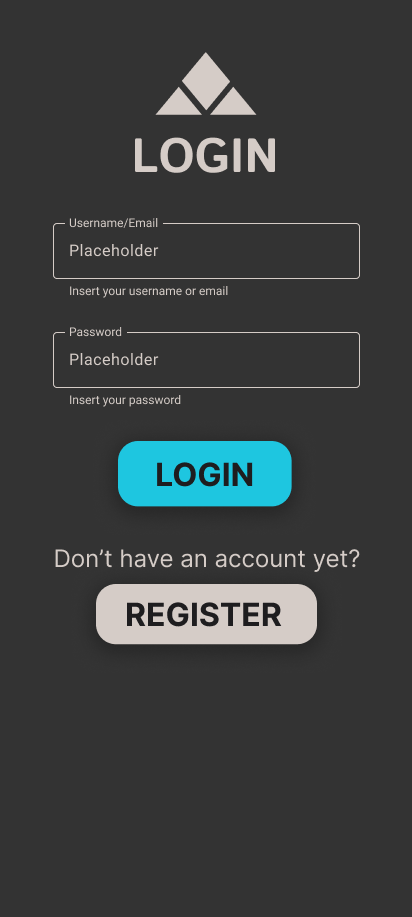 LOGIN
Username/Email
Placeholder
Insert your username or email
Password
Placeholder
Insert your password
LOGIN
Don’t have an account yet?
REGISTER